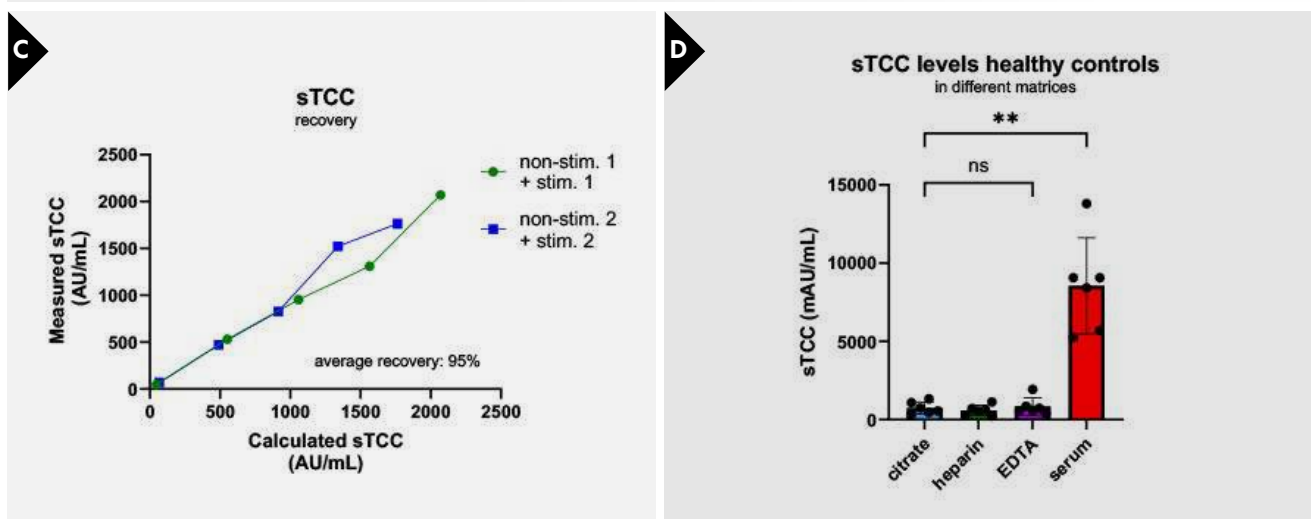 C
sTCC
recovery
2500
2000
1500
1000
500
0
Measured sTCC
(AU/mL)
0 500 1000 1500 2000 2500
Calculated sTCC
(AU/mL)
average recovery: 95%
non-stim. 1
+ stim. 1
non-stim. 2
+ stim. 2
D
sTCC levels healthy controls
in different matrices
**
ns
15000
10000
5000
0
sTCC (mAU/mL)
citrate
heparin
EDTA
serum